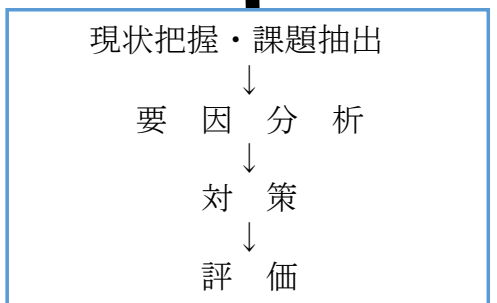 現状把握・課題抽出
↓
要　因　分　析
↓
対　策
↓
評　価